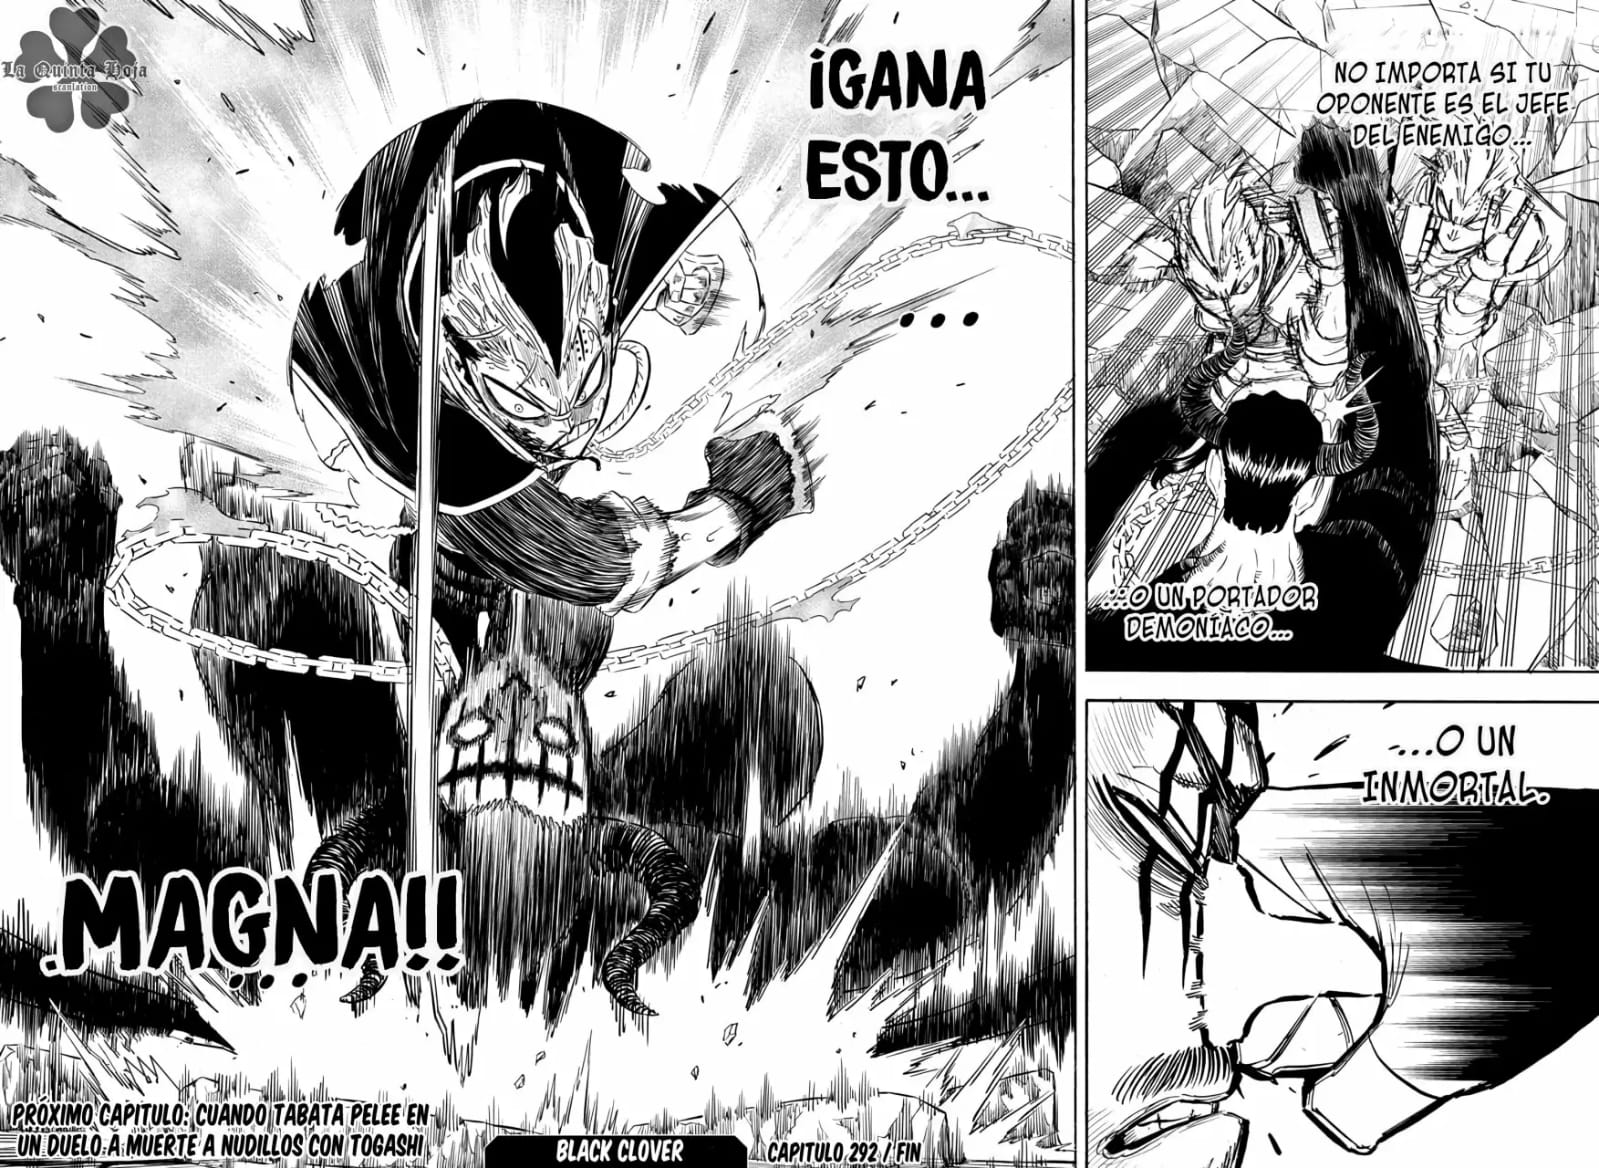 NO IMPORTA SI TU
OPONENTE ES EL JEFE
DEL ENEMIGO...
...O UN PORTADOR
DEMONÍACO...
...O UN
INMORTAL.
¡GANA
ESTO...
...
...MAGNA!!
La Quinta Hoja
scanlation
PRÓXIMO CAPÍTULO: CUANDO TABATA PELEE EN
UN DUELO A MUERTE A NUDILLOS CON TOGASHI
BLACK CLOVER
CAPITULO 292 / FIN